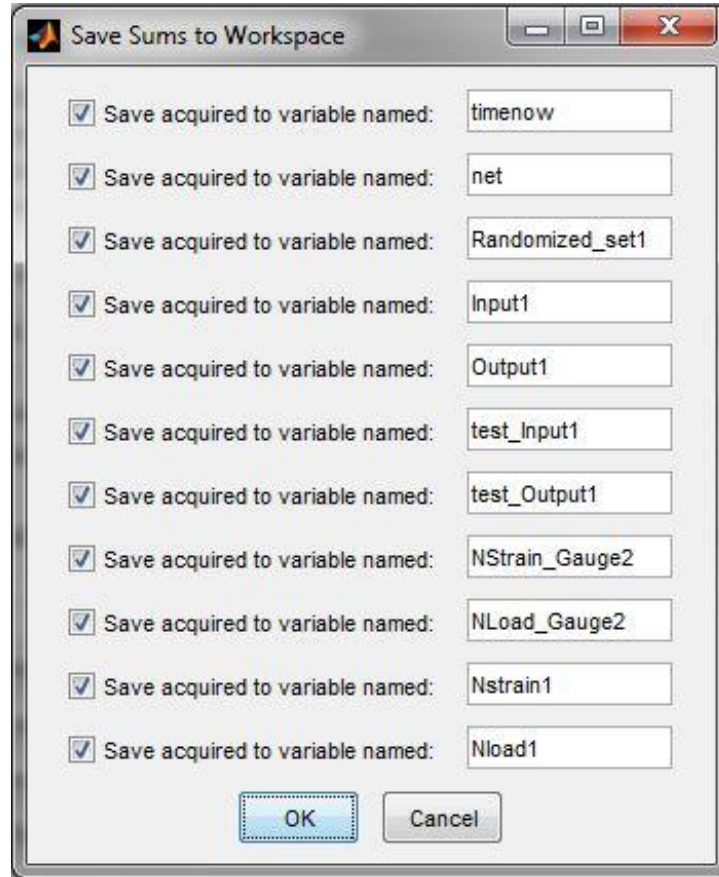 Save Sums to Workspace
Save acquired to variable named: timenow
Save acquired to variable named: net
Save acquired to variable named: Randomized_set1
Save acquired to variable named: Input1
Save acquired to variable named: Output1
Save acquired to variable named: test_Input1
Save acquired to variable named: test_Output1
Save acquired to variable named: NStrain_Gauge2
Save acquired to variable named: NLoad_Gauge2
Save acquired to variable named: Nstrain1
Save acquired to variable named: Nload1
OK Cancel